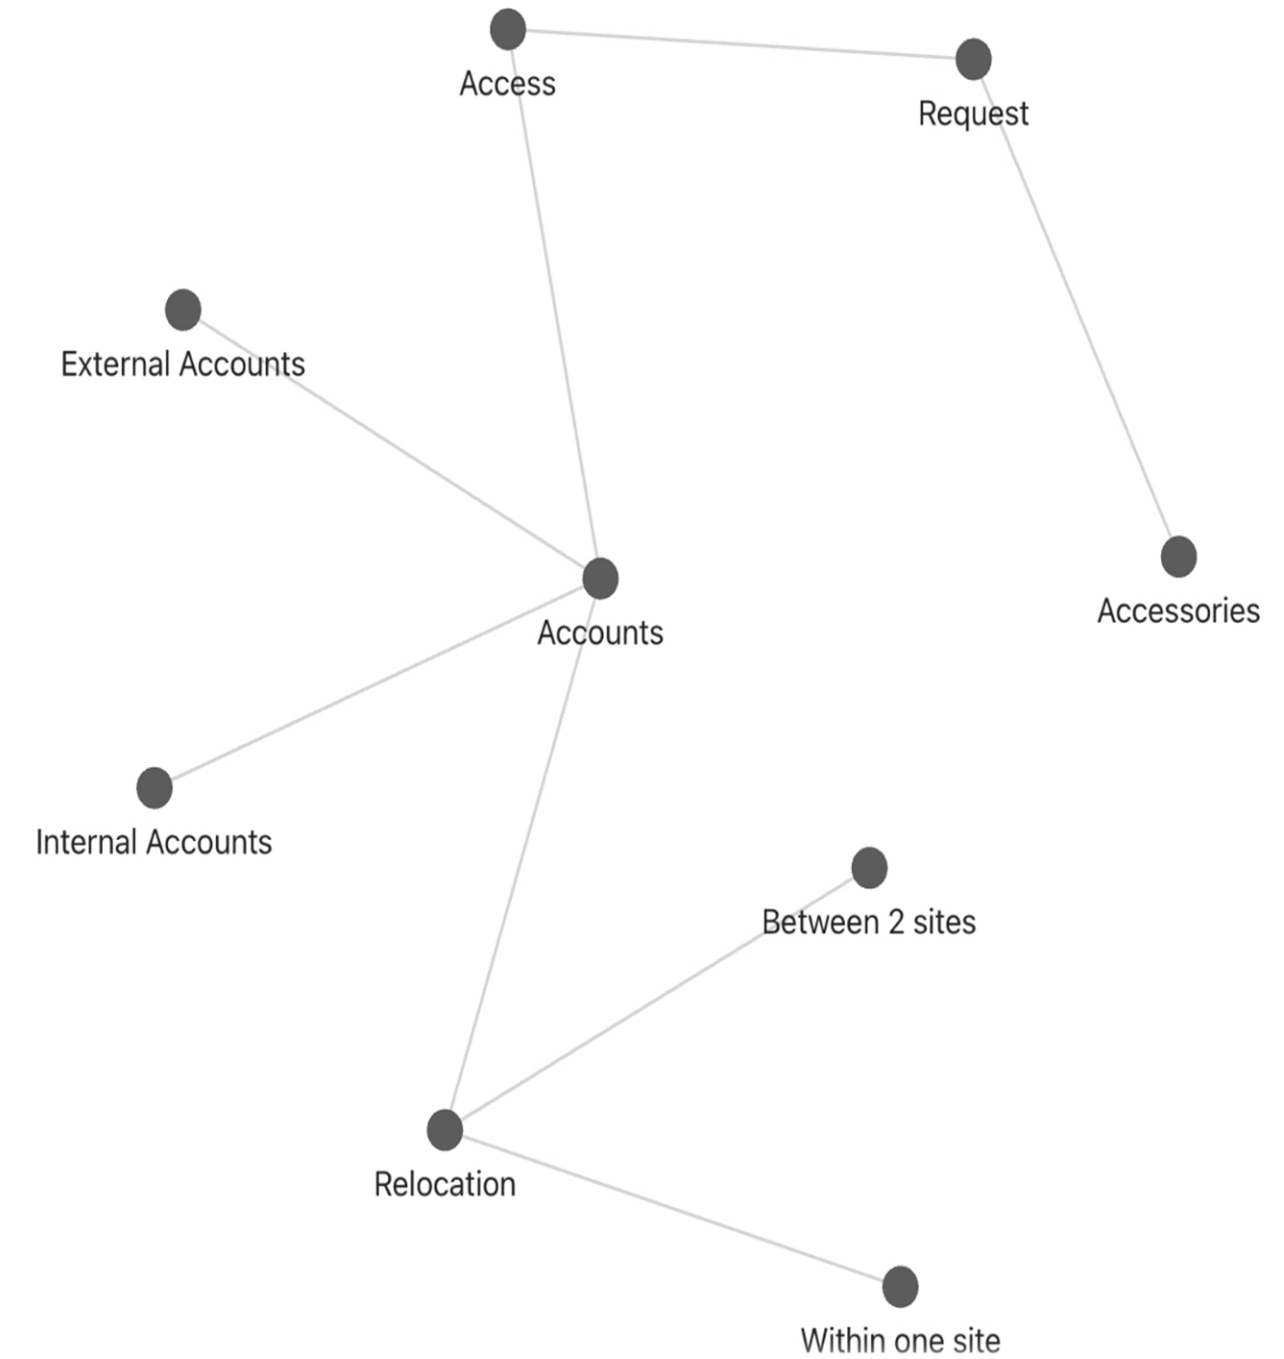 Access
Request
External Accounts
Accounts
Accessories
Internal Accounts
Between 2 sites
Relocation
Within one site